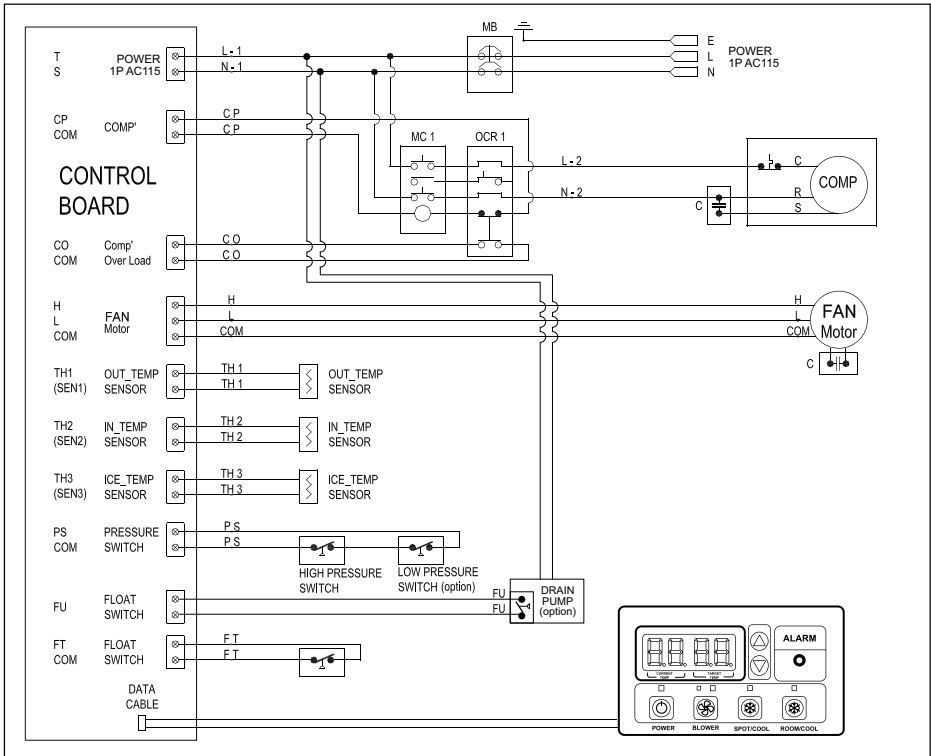 MB
E
L
N
POWER
1P AC115
T
S
POWER
1P AC115
L - 1
N - 1
CP
COM
COMP'
C P
C P
MC 1
OCR 1
L - 2
N - 2
C
C
R
S
COMP
CONTROL
BOARD
CO
COM
Comp'
Over Load
C O
C O
H
L
COM
FAN
Motor
H
L
COM
H
L
COM
FAN
Motor
C
TH1
(SEN1)
OUT_TEMP
SENSOR
TH 1
TH 1
OUT_TEMP
SENSOR
TH2
(SEN2)
IN_TEMP
SENSOR
TH 2
TH 2
IN_TEMP
SENSOR
TH3
(SEN3)
ICE_TEMP
SENSOR
TH 3
TH 3
ICE_TEMP
SENSOR
PS
COM
PRESSURE
SWITCH
P S
P S
HIGH PRESSURE
SWITCH
LOW PRESSURE
SWITCH (option)
FU
FLOAT
SWITCH
FU
FU
DRAIN
PUMP
(option)
FT
COM
FLOAT
SWITCH
F T
F T
DATA
CABLE
88 88
CURRENT
TEMP
TARGET
TEMP
ALARM
POWER
BLOWER
SPOT/COOL
ROOM/COOL